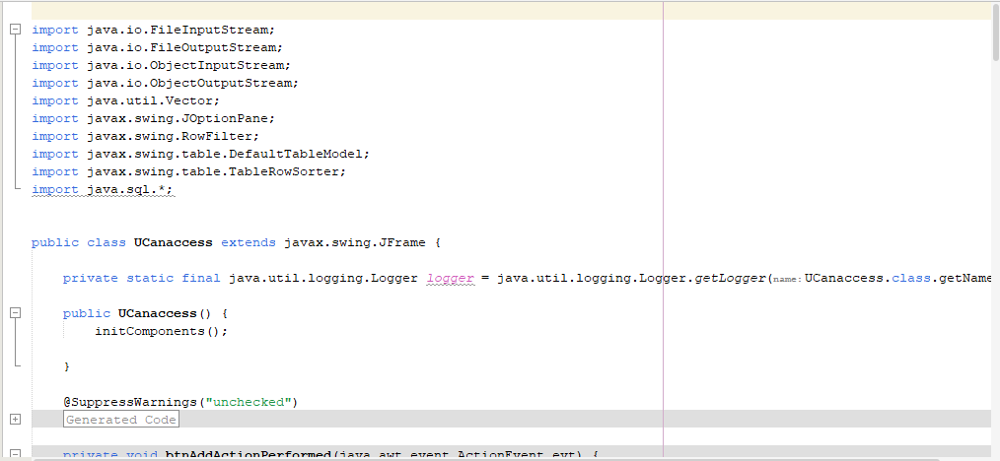 import java.io.FileInputStream;
import java.io.FileOutputStream;
import java.io.ObjectInputStream;
import java.io.ObjectOutputStream;
import java.util.Vector;
import javax.swing.JOptionPane;
import javax.swing.RowFilter;
import javax.swing.table.DefaultTableModel;
import javax.swing.table.TableRowSorter;
import java.sql.*;
public class UCanaccess extends javax.swing.JFrame {
private static final java.util.logging.Logger logger = java.util.logging.Logger.getLogger(name: UCanaccess.class.getName
public UCanaccess() {
initComponents();
}
@SuppressWarnings("unchecked")
Generated Code
private void btnAddActionPerformed(java.awt.event.ActionEvent evt) {